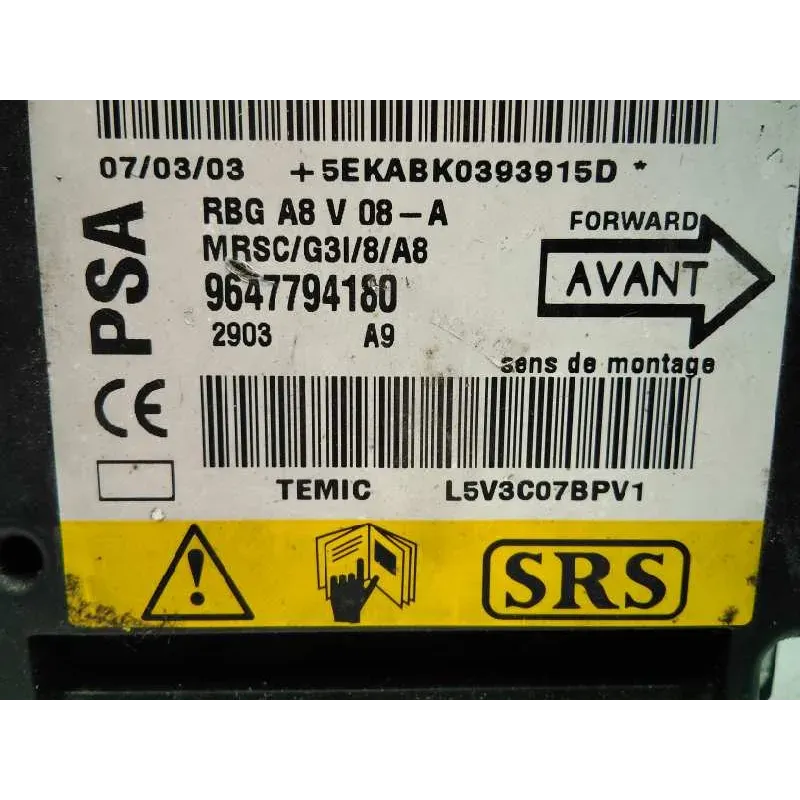 07/03/03 +5EKABK0393915D *
PSA
RBG A8 V 08-A
MRSC/G3I/8/A8
9647794180
2903 A9
FORWARD
AVANT
sens de montage
CE
TEMIC L5V3C07BPV1
!
SRS